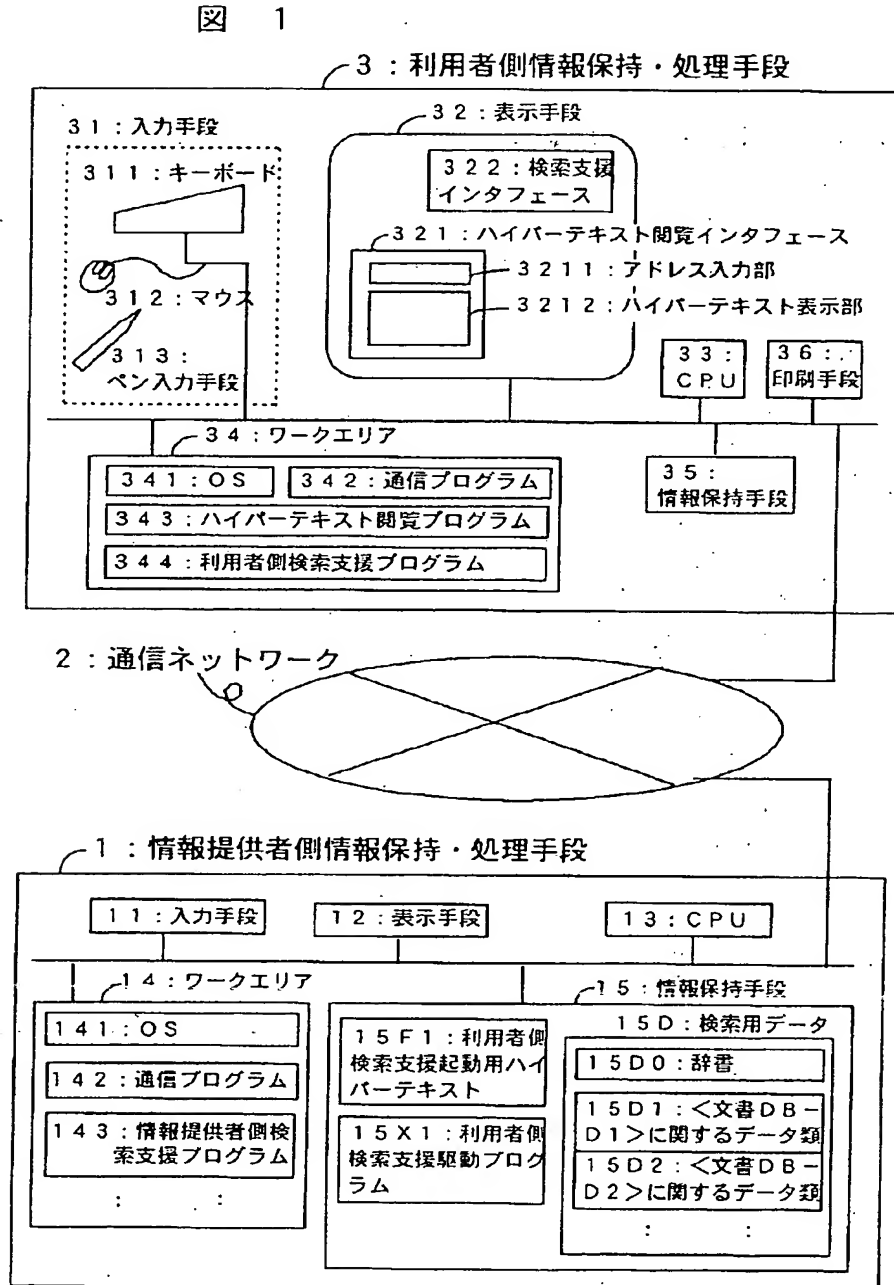 図 1
3：利用者側情報保持・処理手段
31：入力手段
311：キーボード
312：マウス
313：
ペン入力手段
32：表示手段
322：検索支援
インタフェース
321：ハイパーテキスト閲覧インタフェース
3211：アドレス入力部
3212：ハイパーテキスト表示部
33：
CPU
36：
印刷手段
34：ワークエリア
341：OS
342：通信プログラム
343：ハイパーテキスト閲覧プログラム
344：利用者側検索支援プログラム
35：
情報保持手段
2：通信ネットワーク
1：情報提供者側情報保持・処理手段
11：入力手段
12：表示手段
13：CPU
14：ワークエリア
141：OS
142：通信プログラム
143：情報提供者側検
索支援プログラム
：　：
15：情報保持手段
15F1：利用者側
検索支援起動用ハイ
パーテキスト
15X1：利用者側
検索支援駆動プログ
ラム
15D：検索用データ
15D0：辞書
15D1：＜文書DB－
D1＞に関するデータ類
15D2：＜文書DB－
D2＞に関するデータ類
：　：